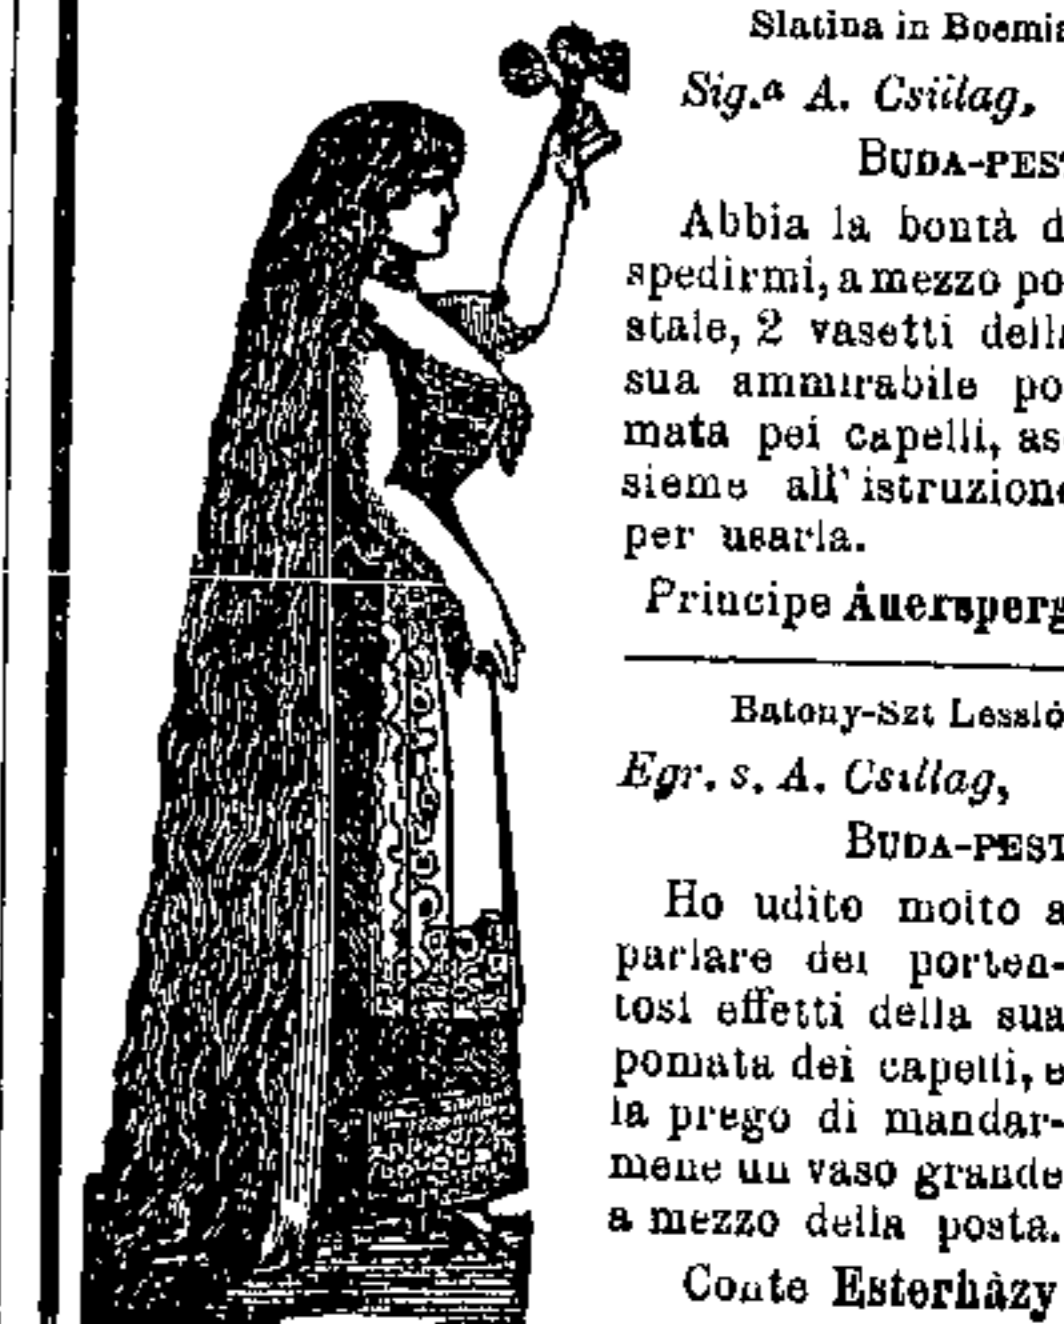 Slatina in Boemia
Sig.a A. Csillag,
BUDA-PEST
Abbia la bontà d
spedirmi, a mezzo po
stale, 2 vasetti della
sua ammirabile po
mata pei capelli, as
sieme all'istruzione
per usarla.
Principe Auersperg
Batony-Szt Lessló
Egr. s. A. Csillag,
BUDA-PEST
Ho udito molto a
parlare dei porten-
tosi effetti della sua
pomata dei capelli, e
la prego di mandar-
mene un vaso grande
a mezzo della posta.
Conte Esterhàzy